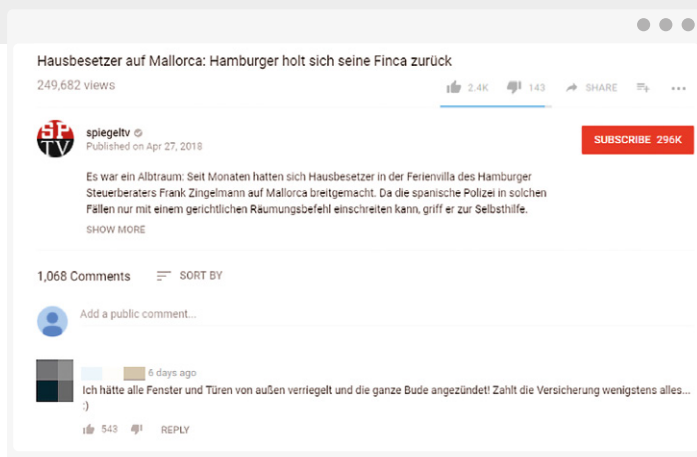 Hausbesetzer auf Mallorca: Hamburger holt sich seine Finca zurück
249,682 views
2.4K 143 SHARE
SP
TV
spiegeltv
Published on Apr 27, 2018
SUBSCRIBE 296K
Es war ein Albtraum: Seit Monaten hatten sich Hausbesetzer in der Ferienvilla des Hamburger
Steuerberaters Frank Zingelmann auf Mallorca breitgemacht. Da die spanische Polizei in solchen
Fällen nur mit einem gerichtlichen Räumungsbefehl einschreiten kann, griff er zur Selbsthilfe.
SHOW MORE
1,068 Comments SORT BY
Add a public comment...
6 days ago
Ich hätte alle Fenster und Türen von außen verriegelt und die ganze Bude angezündet! Zahlt die Versicherung wenigstens alles...
:)
543 REPLY